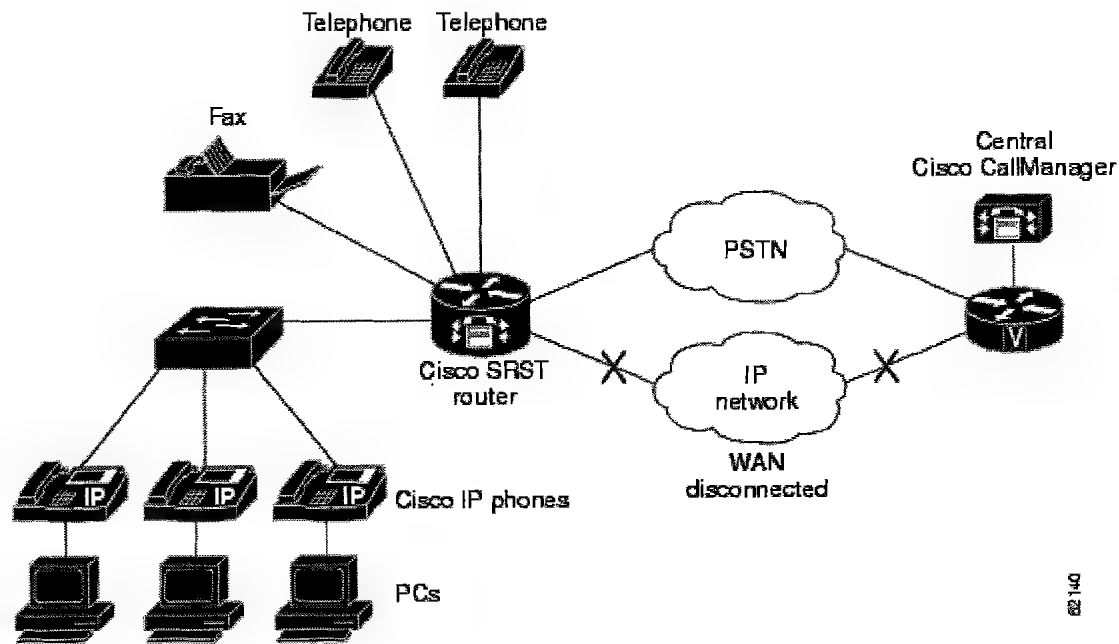 Telephone Telephone
Fax
Central
Cisco CallManager
PSTN
V
Cisco SRST
router
IP
network
WAN
disconnected
IP IP IP Cisco IP phones
PCs
62140